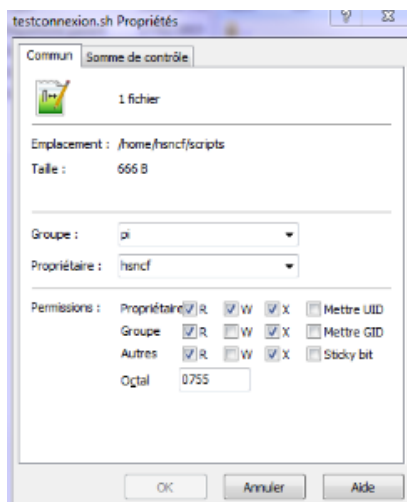 testconnexion.sh Propriétés
Commun Somme de contrôle
1 fichier
Emplacement : /home/hsncf/scripts
Taille : 666 B
Groupe : pi
Propriétaire : hsncf
Permissions : Propriétaire R W X Mettre UID
Groupe R W X Mettre GID
Autres R W X Sticky bit
Octal 0755
OK Annuler Aide